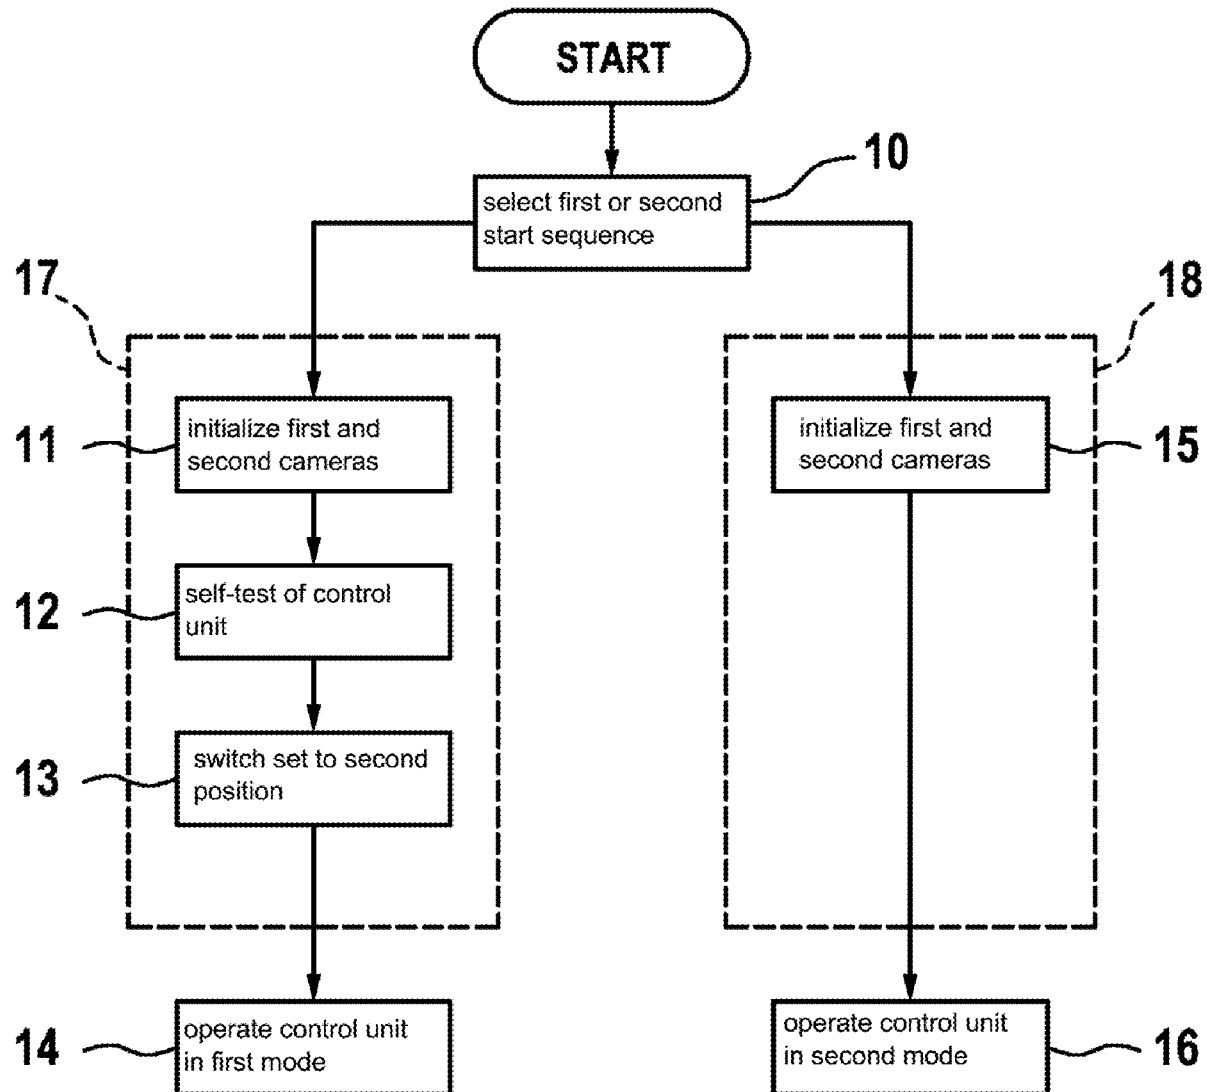 START
10
select first or second
start sequence
17
18
11
initialize first and
second cameras
initialize first and
second cameras
15
12
self-test of control
unit
13
switch set to second
position
14
operate control unit
in first mode
operate control unit
in second mode
16